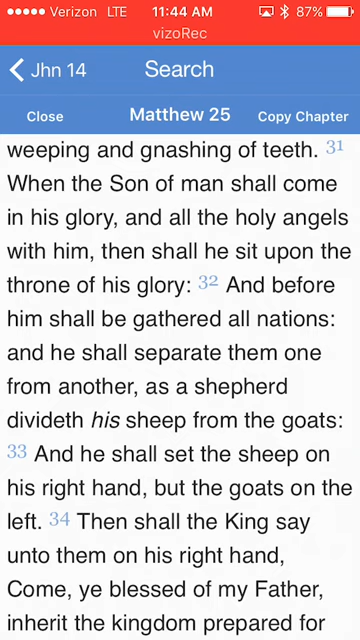 Verizon LTE 11:44 AM 87%
vizoRec
Jhn 14 Search
Close Matthew 25 Copy Chapter
weeping and gnashing of teeth. 31
When the Son of man shall come
in his glory, and all the holy angels
with him, then shall he sit upon the
throne of his glory: 32 And before
him shall be gathered all nations:
and he shall separate them one
from another, as a shepherd
divideth his sheep from the goats:
33 And he shall set the sheep on
his right hand, but the goats on the
left. 34 Then shall the King say
unto them on his right hand,
Come, ye blessed of my Father,
inherit the kingdom prepared for